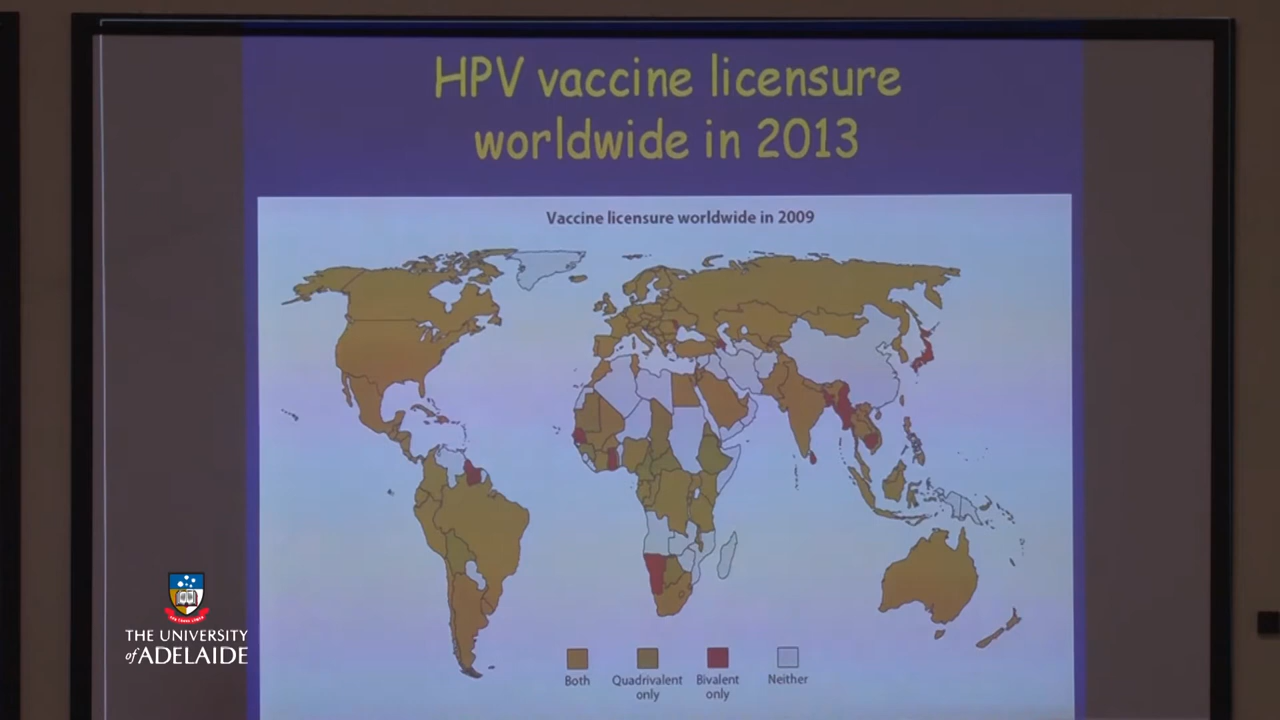 HPV vaccine licensure
worldwide in 2013
Vaccine licensure worldwide in 2009
Both
Quadrivalent
only
Bivalent
only
Neither
THE UNIVERSITY
of ADELAIDE